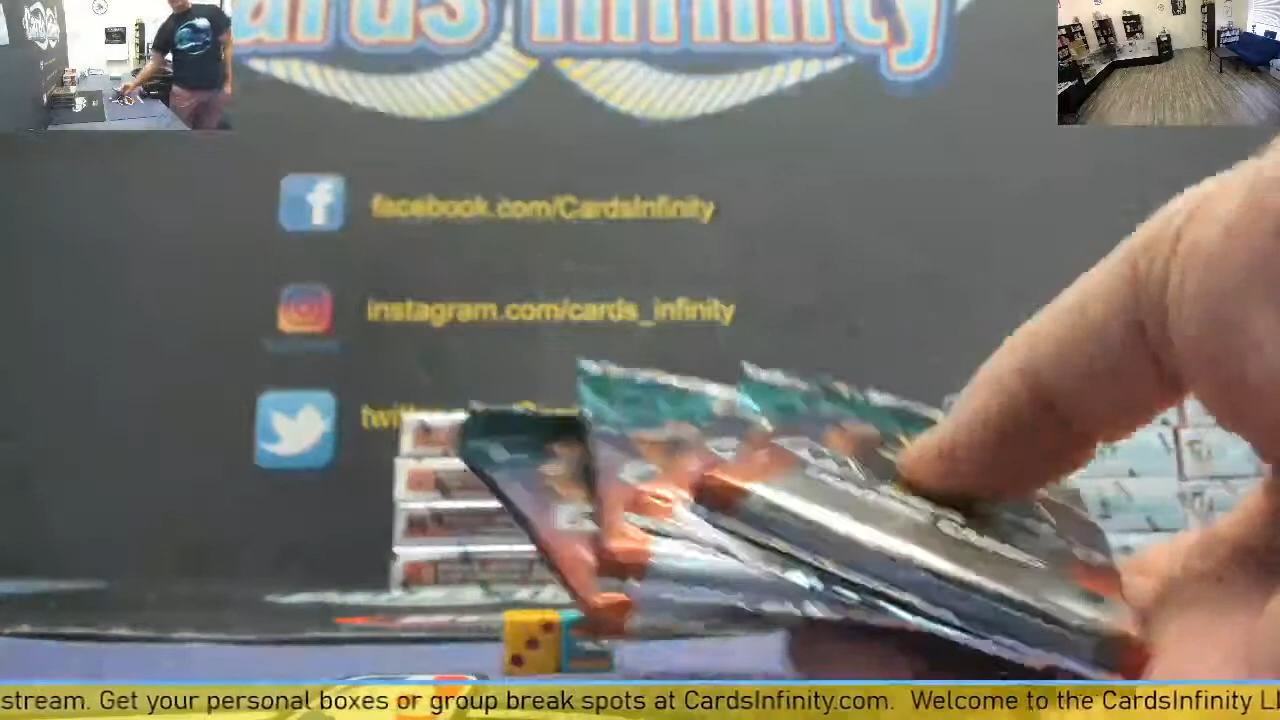 ards Infinity
facebook.com/CardsInfinity
instagram.com/cards_infinity
twit
stream. Get your personal boxes or group break spots at CardsInfinity.com. Welcome to the CardsInfinity LI